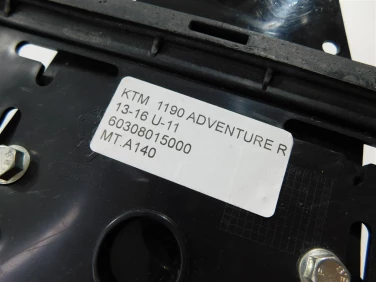 KTM 1190 ADVENTURE R
13-16 U-11
60308015000
MT.A140